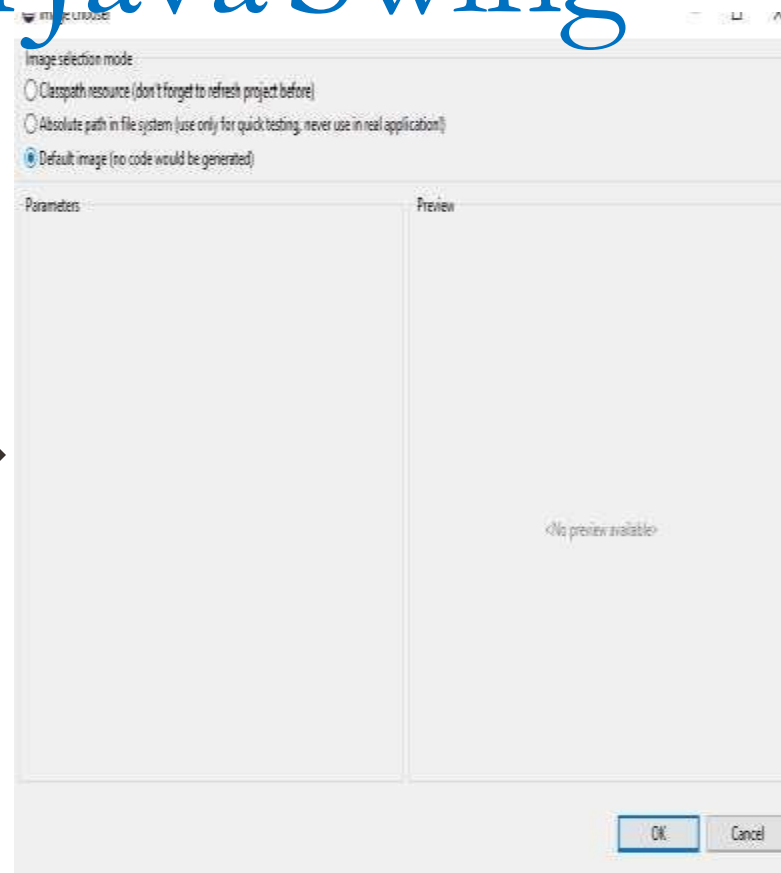 JavaSwing
Image chooser
Image selection mode
Classpath resource (don't forget to refresh project before)
Absolute path in file system (use only for quick testing, never use in real application!)
Default image (no code would be generated)
Parameters
Preview
<No preview available>
OK
Cancel